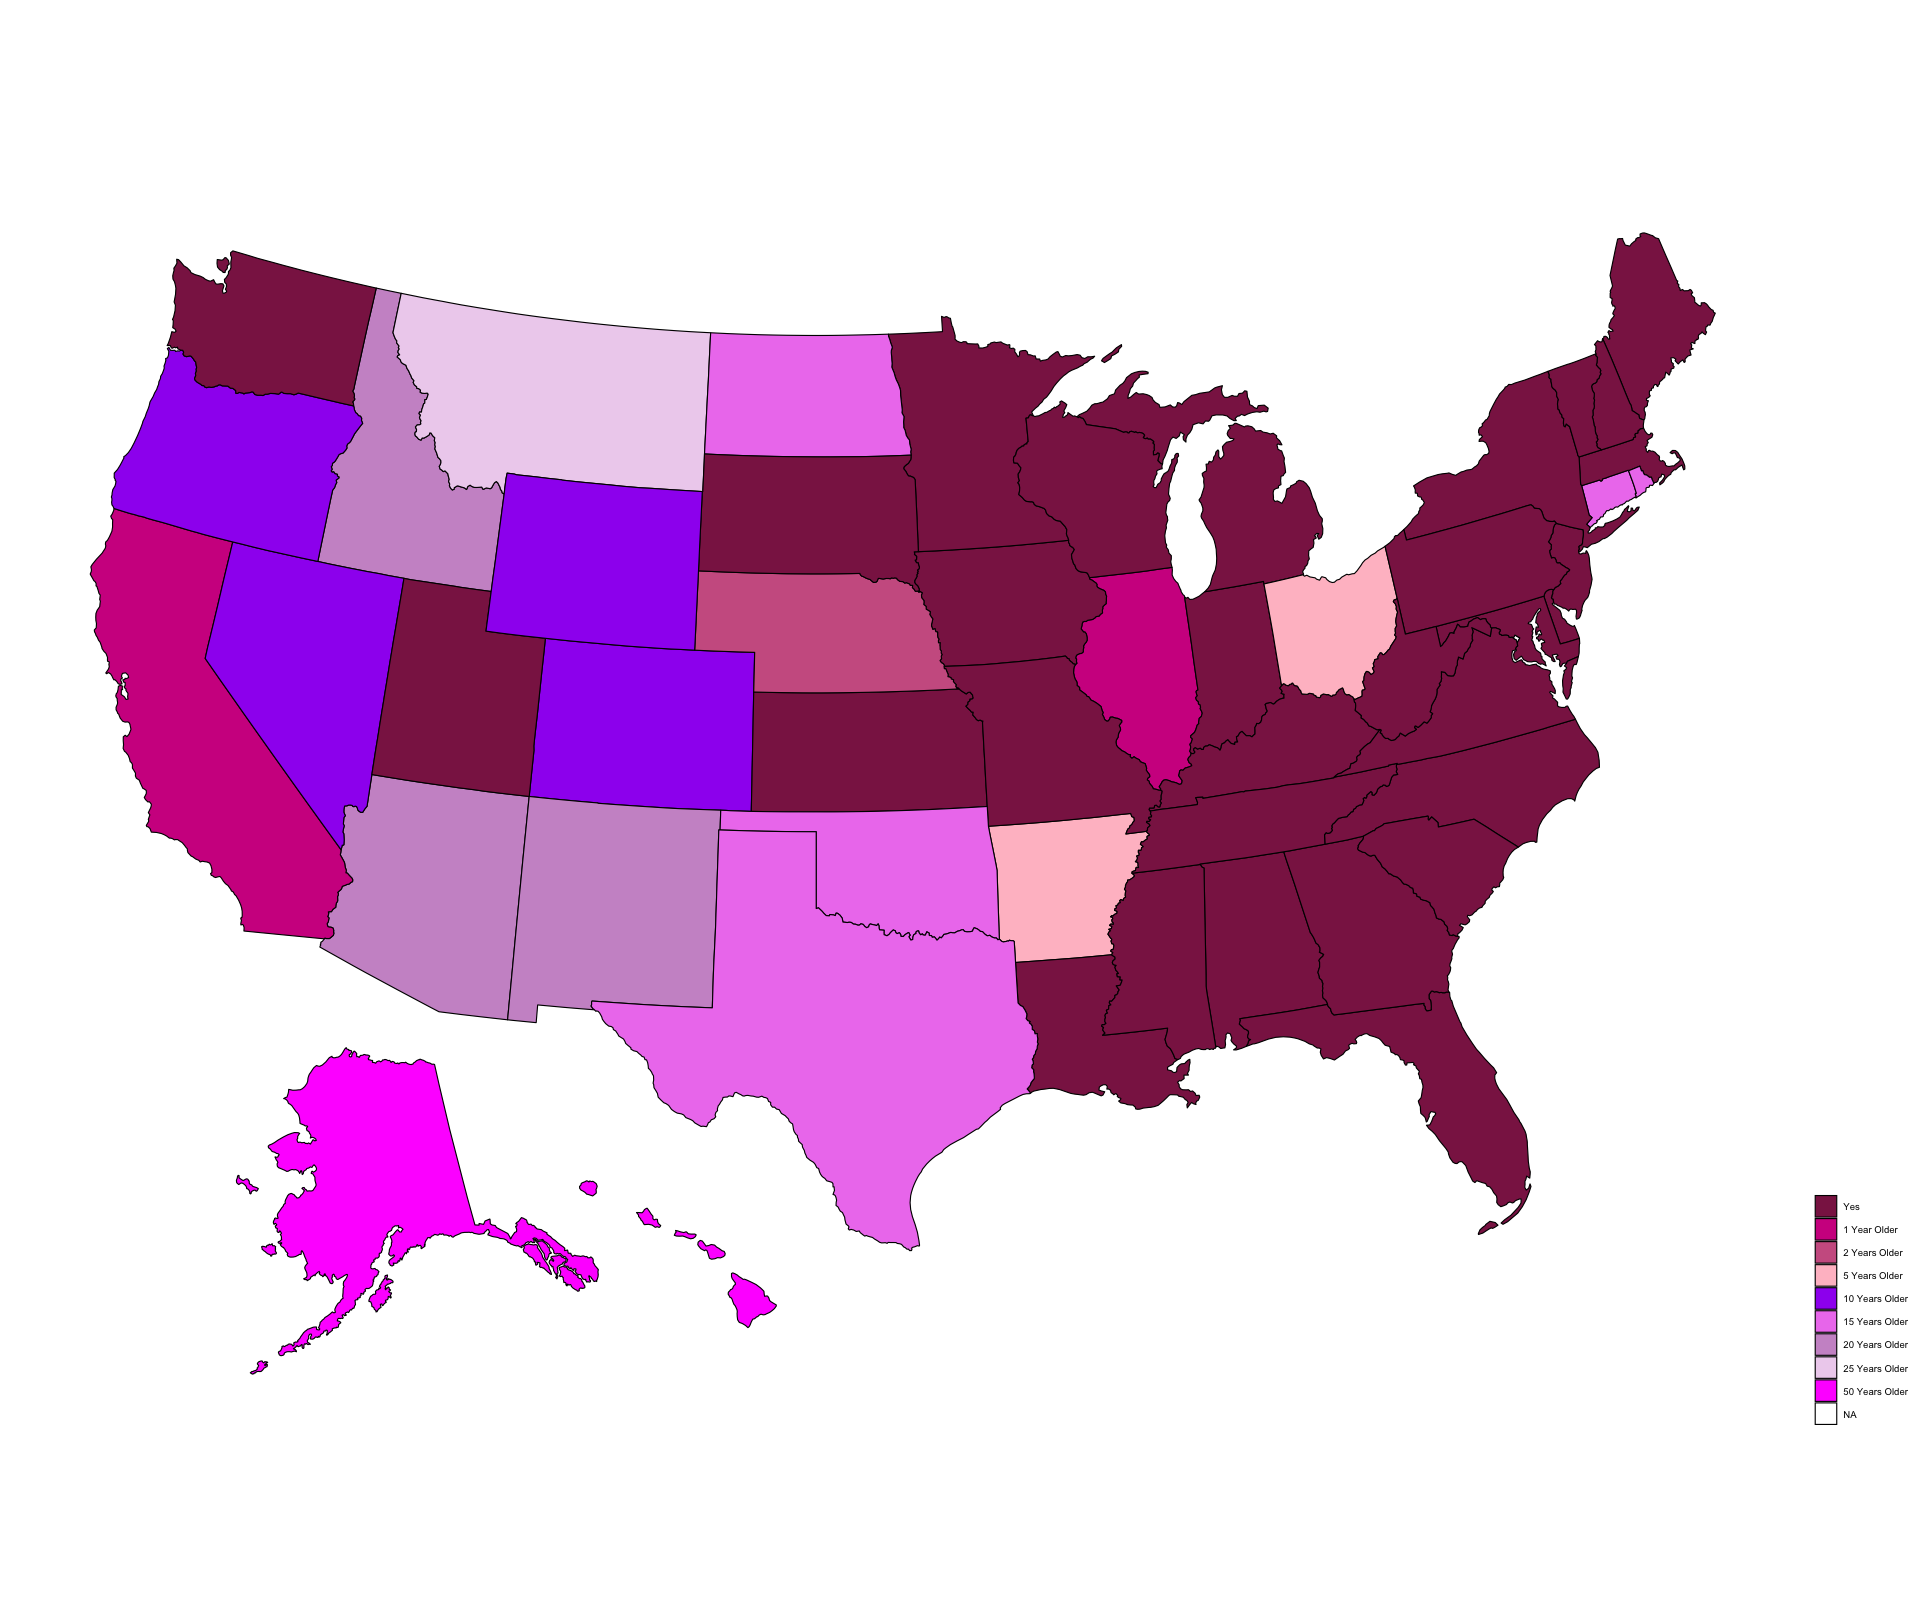 Yes
1 Year Older
2 Years Older
5 Years Older
10 Years Older
15 Years Older
20 Years Older
25 Years Older
50 Years Older
NA